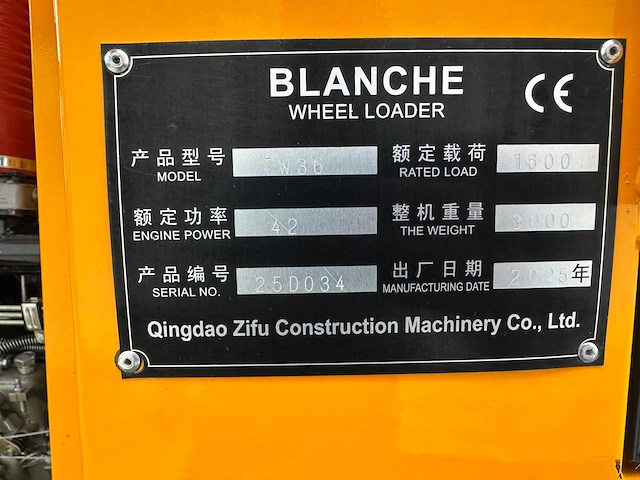 BLANCHE
CE
WHEEL LOADER
产品型号 TW36 额定载荷 1600
MODEL RATED LOAD
额定功率 42 整机重量
ENGINE POWER THE WEIGHT
产品编号 25D034 出厂日期 2025年
SERIAL NO. MANUFACTURING DATE
Qingdao Zifu Construction Machinery Co., Ltd.